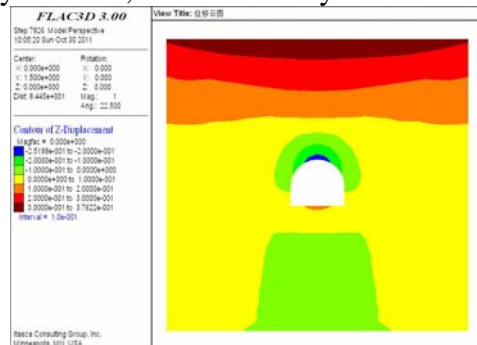 FLAC3D 3.00
Step 7826 Model Perspective
10:05:20 Sun Oct 30 2011
Center:
X: 0.000e+000
Y: 1.500e+000
Z: 0.000e+000
Dist: 8.445e+001
Rotation:
X: 0.000
Y: 0.000
Z: 0.000
Mag.: 1
Ang.: 22.500
Contour of Z-Displacement
Magfac = 0.000e+000
-2.5198e-001 to -2.0000e-001
-2.0000e-001 to -1.0000e-001
-1.0000e-001 to 0.0000e+000
0.0000e+000 to 1.0000e-001
1.0000e-001 to 2.0000e-001
2.0000e-001 to 3.0000e-001
3.0000e-001 to 3.7622e-001
Interval = 1.0e-001
Itasca Consulting Group, Inc.
Minneapolis, MN USA
View Title: 位移云图